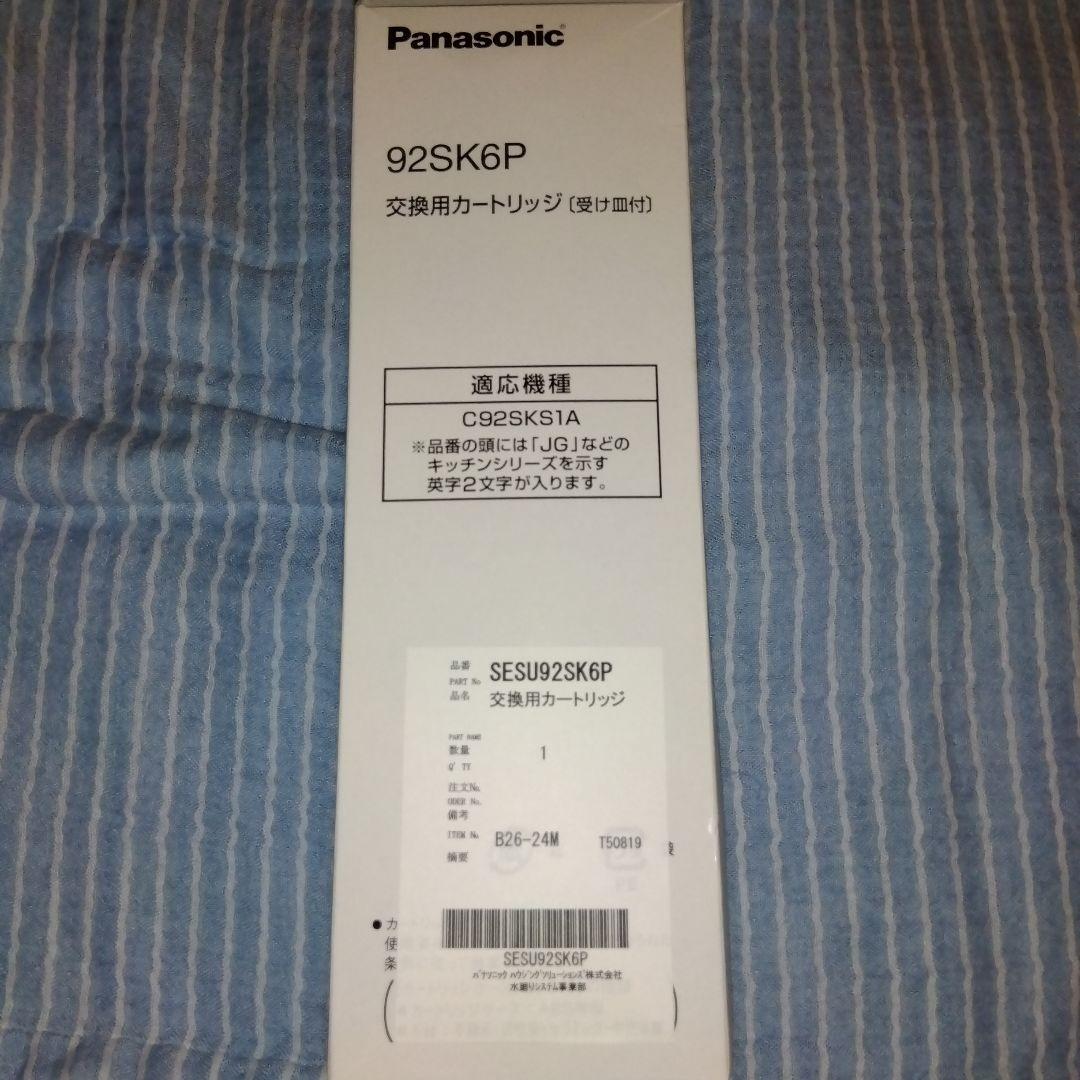 Panasonic®
92SK6P
交換用カートリッジ〔受け皿付〕
適応機種
C92SKS1A
※品番の頭には「JG」などの
キッチンシリーズを示す
英字2文字が入ります。
品番
PART No
SESU92SK6P
品名
交換用カートリッジ
PART NAME
数量
1
Q'TY
注文No.
ODER No.
備考
ITEM No.
B26-24M
T50819
摘要
●カ
使
条
SESU92SK6P
パナソニック ハウジングソリューションズ株式会社
水廻りシステム事業部